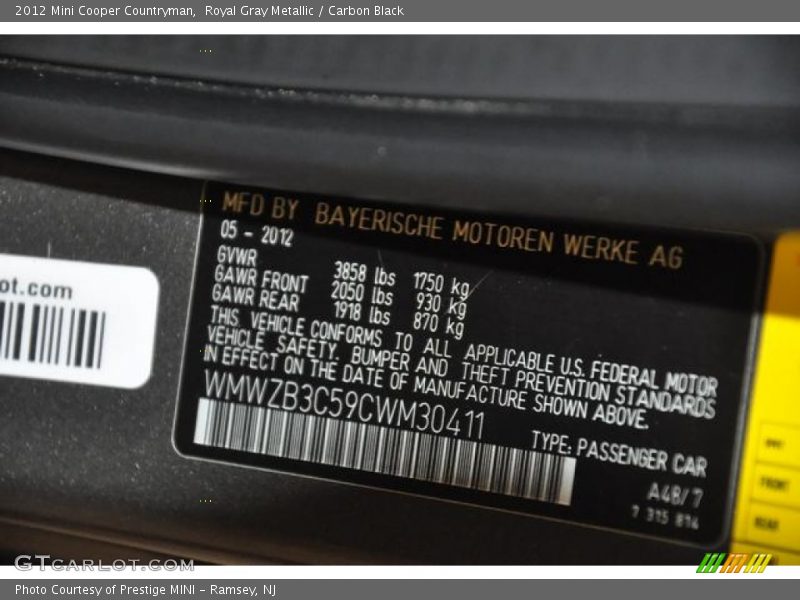 2012 Mini Cooper Countryman, Royal Gray Metallic / Carbon Black
MFD BY BAYERISCHE MOTOREN WERKE AG
05 - 2012
GVWR 3858 lbs 1750 kg
GAWR FRONT 2050 lbs 930 kg
GAWR REAR 1918 lbs 870 kg
THIS VEHICLE CONFORMS TO ALL APPLICABLE U.S. FEDERAL MOTOR
VEHICLE SAFETY, BUMPER AND THEFT PREVENTION STANDARDS
IN EFFECT ON THE DATE OF MANUFACTURE SHOWN ABOVE.
WMWZB3C59CWM30411
TYPE: PASSENGER CAR
A48/7
7 315 814
ot.com
FRONT
REAR
GTCARLOT.COM
Photo Courtesy of Prestige MINI - Ramsey, NJ